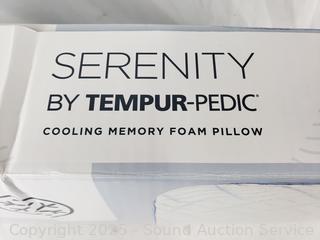 SERENITY
BY TEMPUR-PEDIC®
COOLING MEMORY FOAM PILLOW
Copyright 2025 - Sound Auction Service